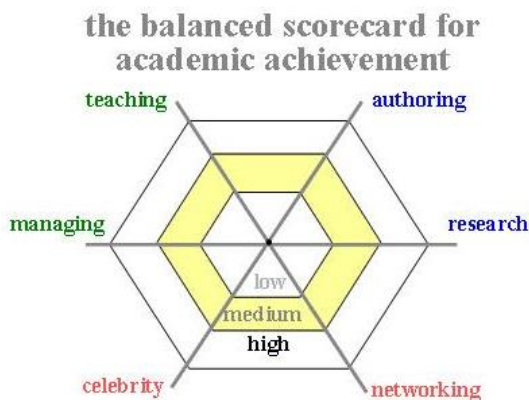 the balanced scorecard for
academic achievement
teaching
authoring
managing
research
low
medium
high
celebrity
networking